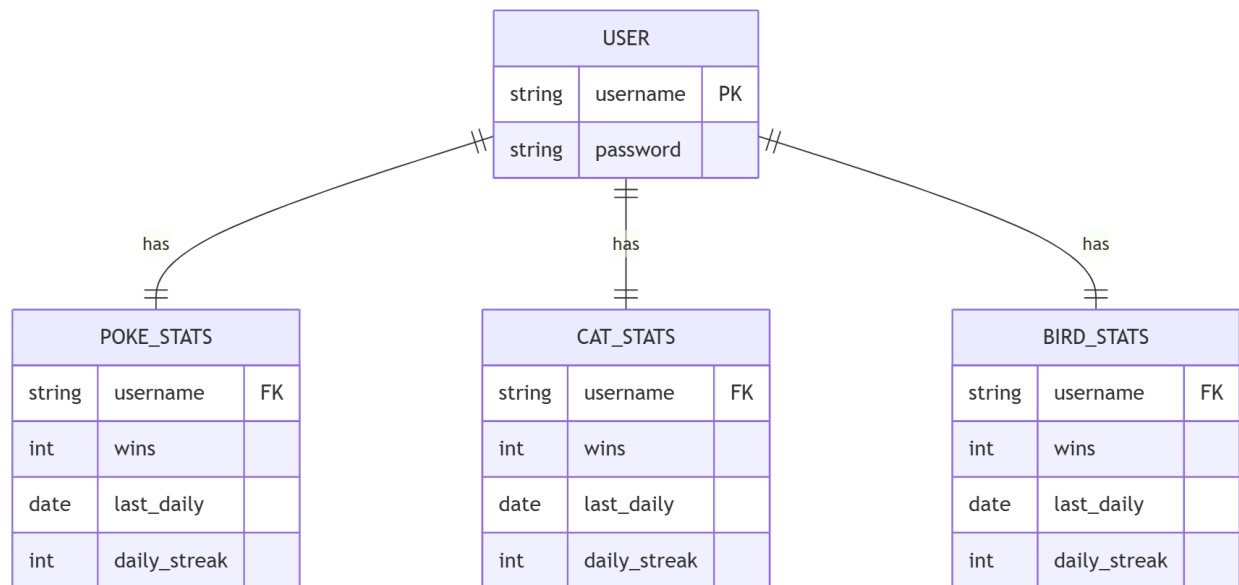 USER
string username PK
string password
has has has
POKE_STATS CAT_STATS BIRD_STATS
string username FK string username FK string username FK
int wins int wins int wins
date last_daily date last_daily date last_daily
int daily_streak int daily_streak int daily_streak